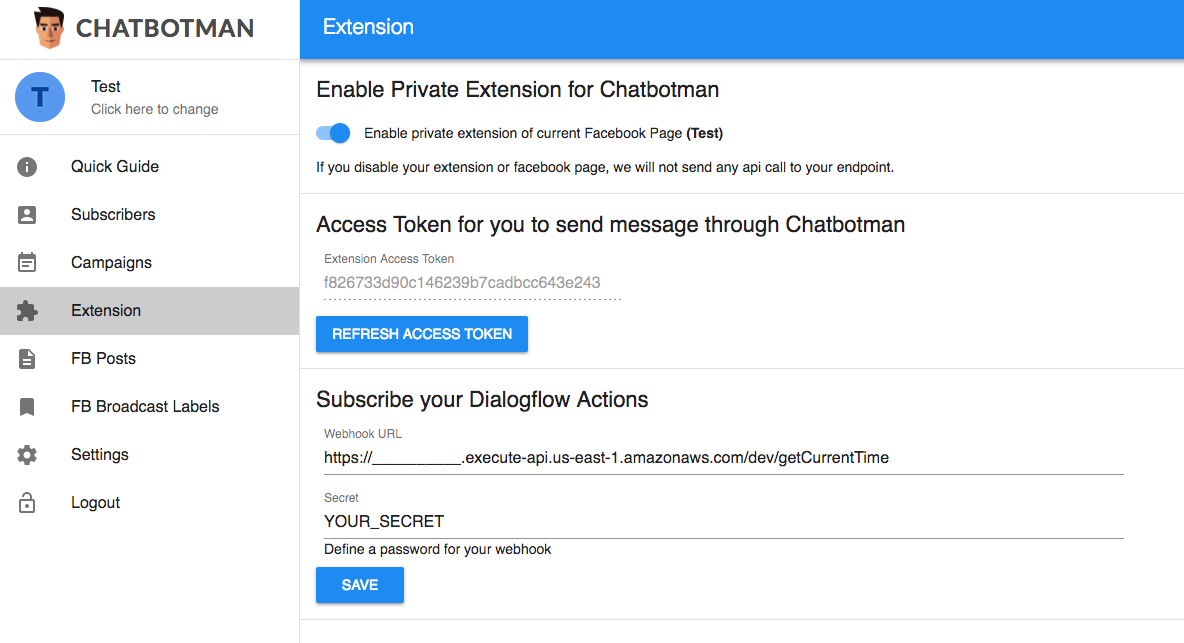 CHATBOTMAN
T
Test
Click here to change
Quick Guide
Subscribers
Campaigns
Extension
FB Posts
FB Broadcast Labels
Settings
Logout
Extension
Enable Private Extension for Chatbotman
Enable private extension of current Facebook Page (Test)
If you disable your extension or facebook page, we will not send any api call to your endpoint.
Access Token for you to send message through Chatbotman
Extension Access Token
f826733d90c146239b7cadbcc643e243
REFRESH ACCESS TOKEN
Subscribe your Dialogflow Actions
Webhook URL
https://__________.execute-api.us-east-1.amazonaws.com/dev/getCurrentTime
Secret
YOUR_SECRET
Define a password for your webhook
SAVE